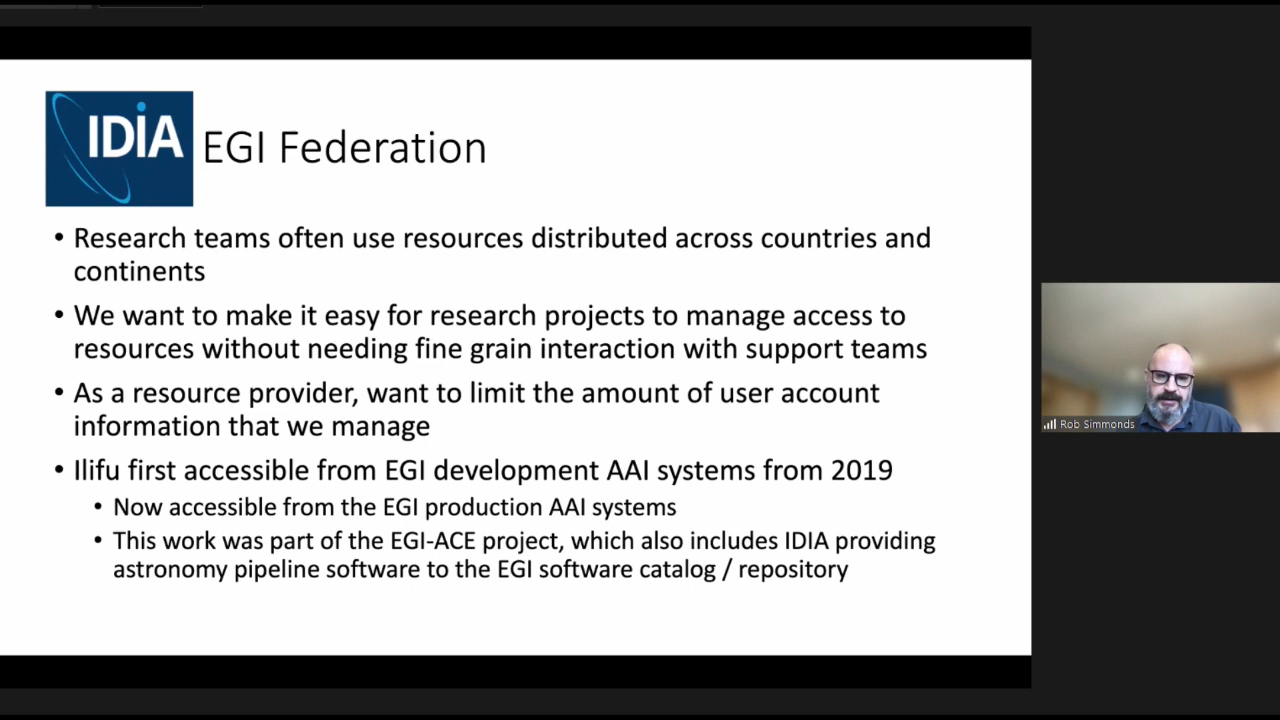 IDiA
EGI Federation
• Research teams often use resources distributed across countries and
continents
• We want to make it easy for research projects to manage access to
resources without needing fine grain interaction with support teams
• As a resource provider, want to limit the amount of user account
information that we manage
• Ilifu first accessible from EGI development AAI systems from 2019
• Now accessible from the EGI production AAI systems
• This work was part of the EGI-ACE project, which also includes IDIA providing
astronomy pipeline software to the EGI software catalog / repository
Rob Simmonds